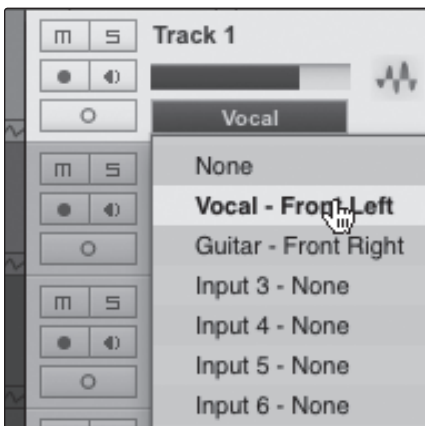 M S Track 1
Vocal
None
M S
Vocal - Front Left
Guitar - Front Right
Input 3 - None
M S
Input 4 - None
Input 5 - None
Input 6 - None